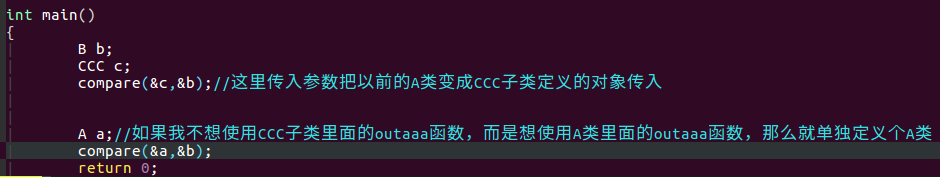 int main()
{
B b;
CCC c;
compare(&c,&b);//这里传入参数把以前的A类变成CCC子类定义的对象传入
A a;//如果我不想使用CCC子类里面的outaaa函数，而是想使用A类里面的outaaa函数，那么就单独定义个A类
compare(&a,&b);
return 0;